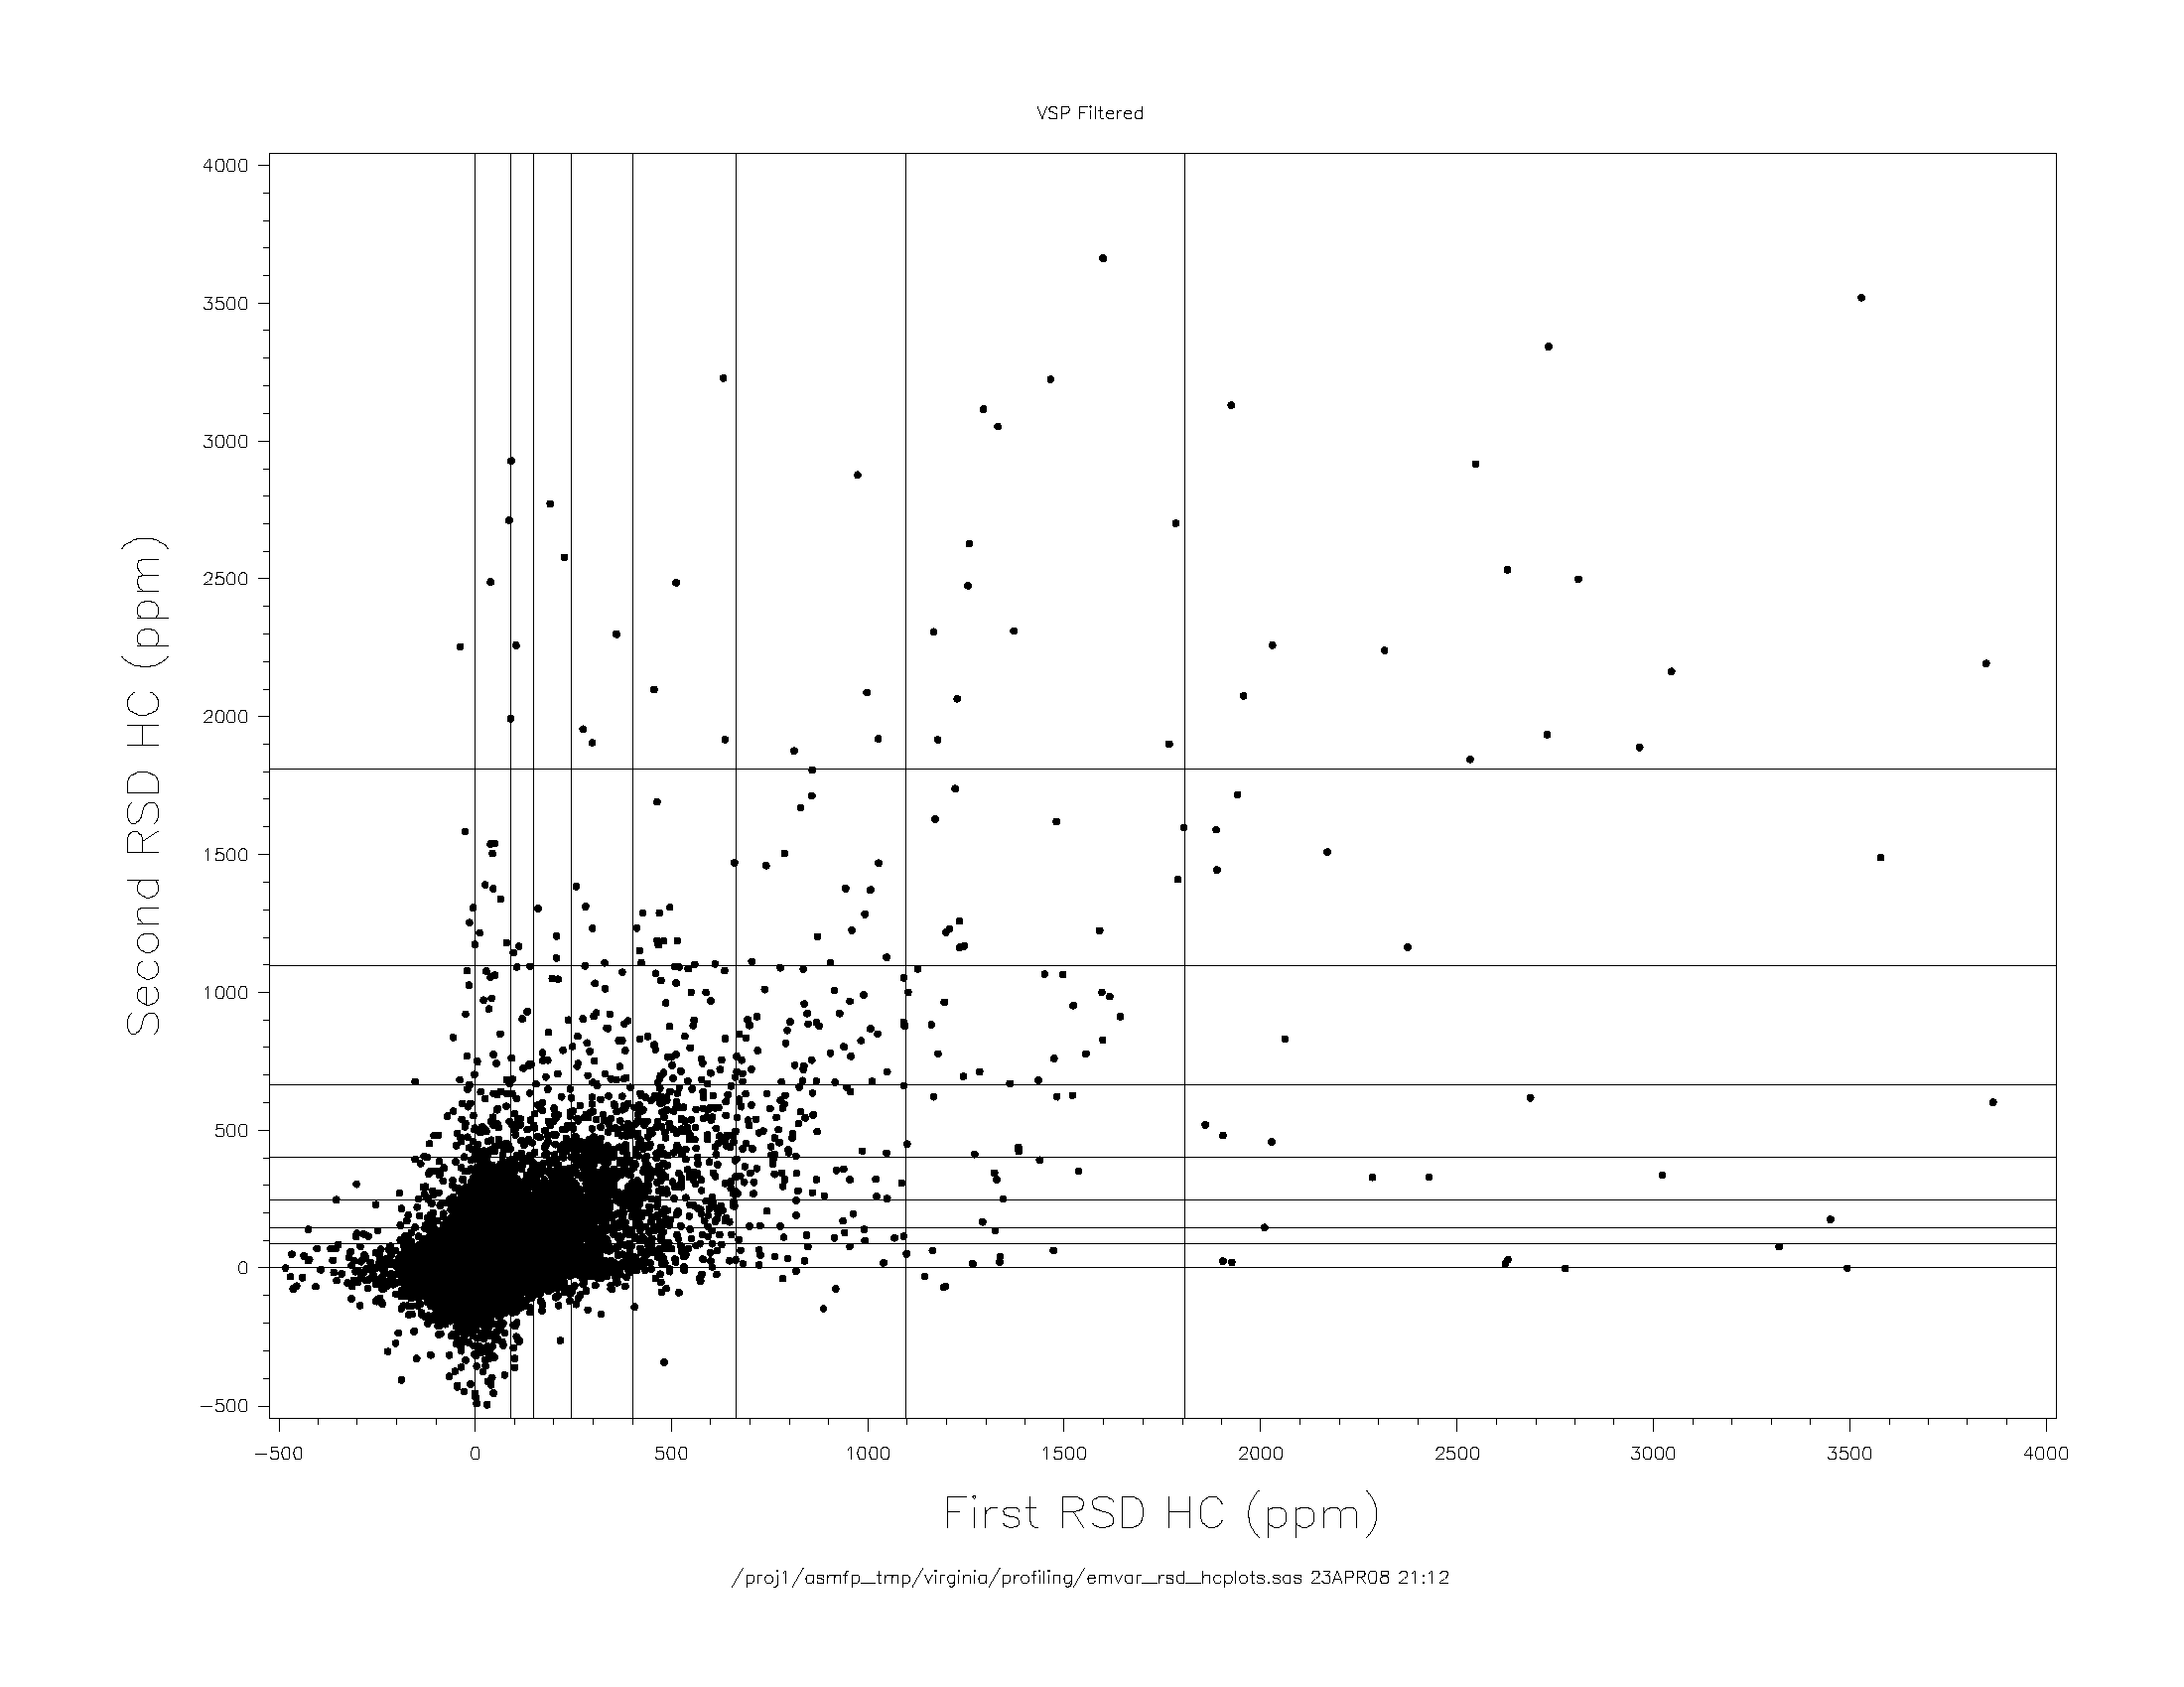 VSP Filtered
4000
3500
3000
2500
2000
1500
1000
500
0
−500
Second RSD HC (ppm)
−500 0 500 1000 1500 2000 2500 3000 3500 4000
First RSD HC (ppm)
/proj1/asmfp_tmp/virginia/profiling/emvar_rsd_hcplots.sas 23APR08 21:12